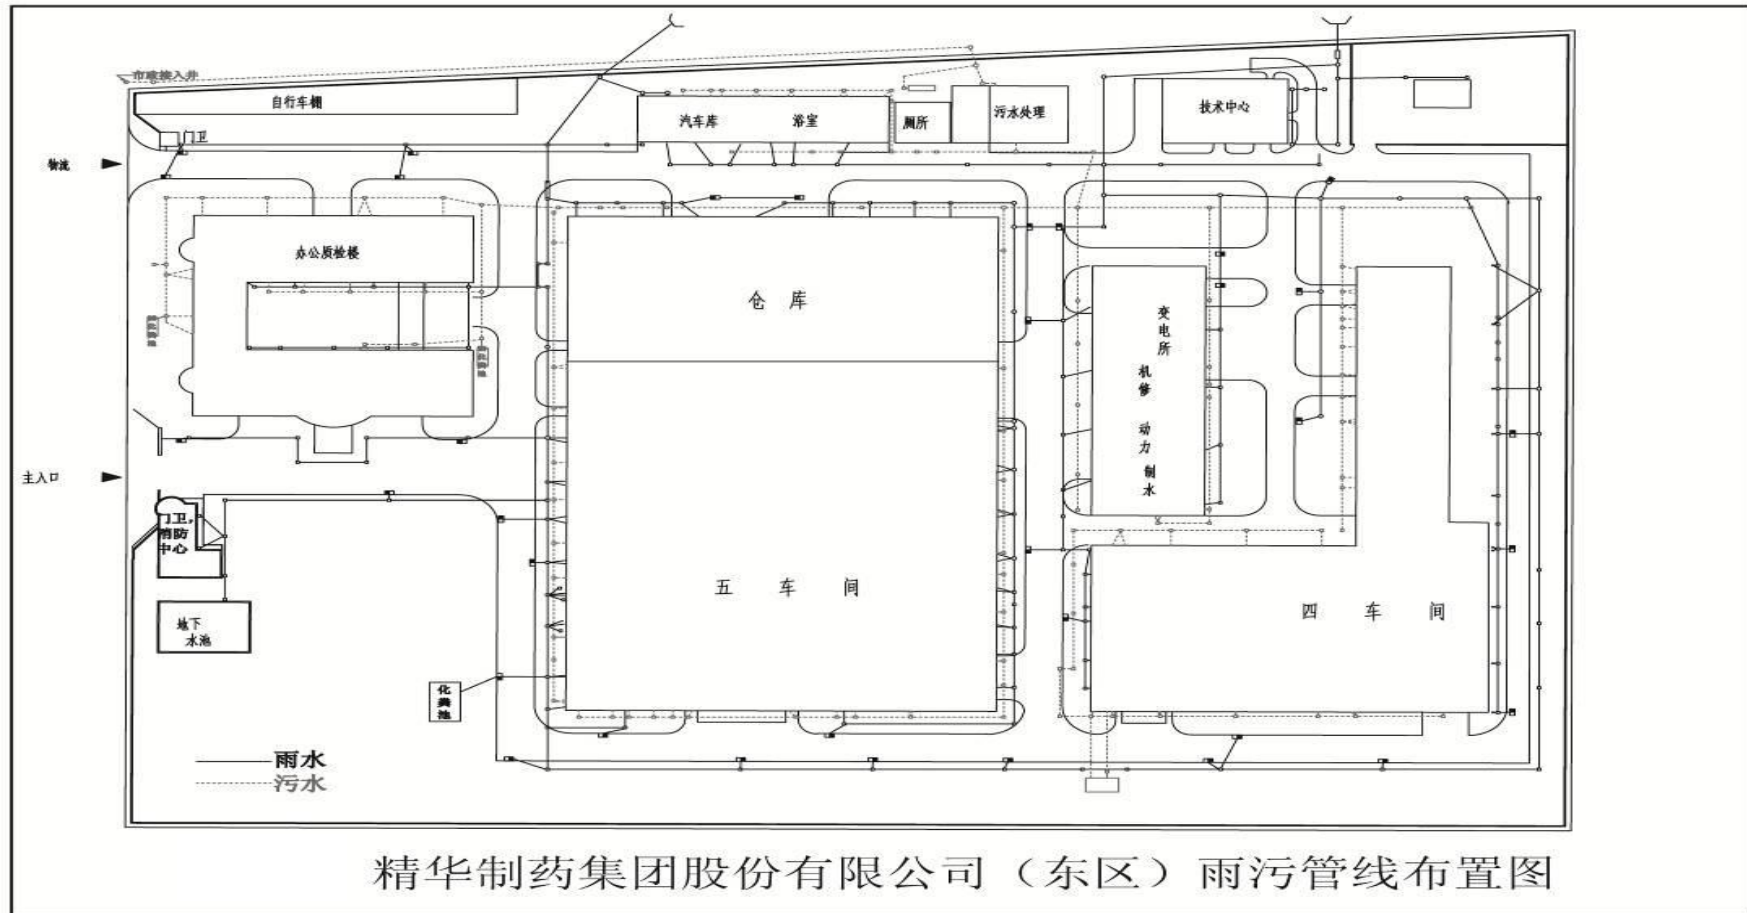 市政接入井
自行车棚
门卫
物流
汽车库
浴室
厕所
污水处理
技术中心
办公质检楼
仓库
变电所
机修
动力
制水
主入口
门卫,
消防
中心
地下
水池
五车间
四车间
化粪池
雨水
污水
精华制药集团股份有限公司（东区）雨污管线布置图